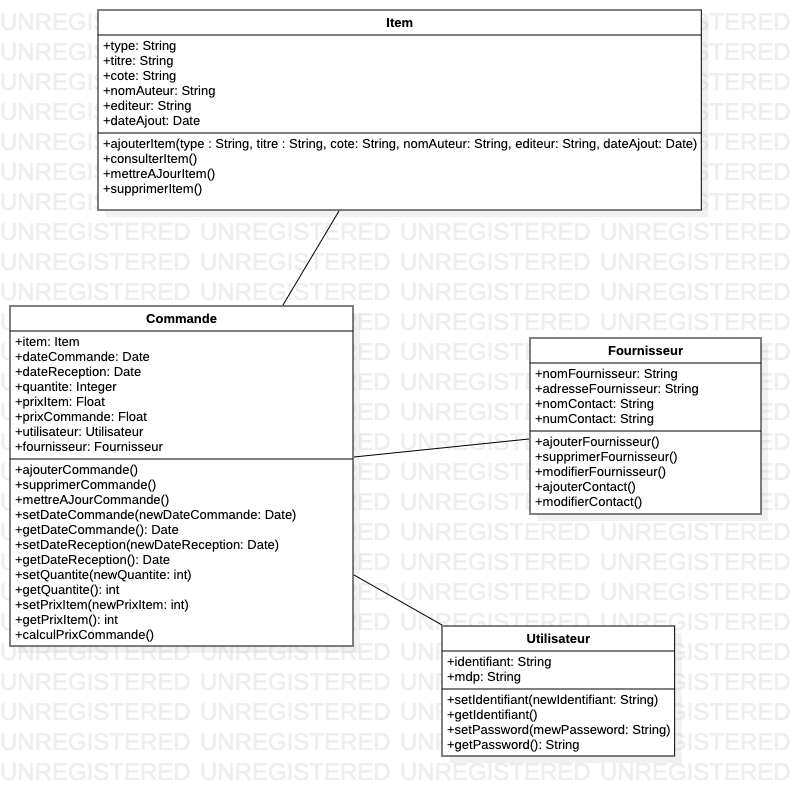 Item
+type: String
+titre: String
+cote: String
+nomAuteur: String
+editeur: String
+dateAjout: Date
+ajouterItem(type : String, titre : String, cote: String, nomAuteur: String, editeur: String, dateAjout: Date)
+consulterItem()
+mettreAJourItem()
+supprimerItem()
UNREGISTERED UNREGISTERED UNREGISTERED UNREGISTERED
Commande
+item: Item
+dateCommande: Date
+dateReception: Date
+quantite: Integer
+prixItem: Float
+prixCommande: Float
+utilisateur: Utilisateur
+fournisseur: Fournisseur
+ajouterCommande()
+supprimerCommande()
+mettreAJourCommande()
+setDateCommande(newDateCommande: Date)
+getDateCommande(): Date
+setDateReception(newDateReception: Date)
+getDateReception(): Date
+setQuantite(newQuantite: int)
+getQuantite(): int
+setPrixItem(newPrixItem: int)
+getPrixItem(): int
+calculPrixCommande()
Fournisseur
+nomFournisseur: String
+adresseFournisseur: String
+nomContact: String
+numContact: String
+ajouterFournisseur()
+supprimerFournisseur()
+modifierFournisseur()
+ajouterContact()
+modifierContact()
Utilisateur
+identifiant: String
+mdp: String
+setIdentifiant(newIdentifiant: String)
+getIdentifiant()
+setPassword(mewPasseword: String)
+getPassword(): String